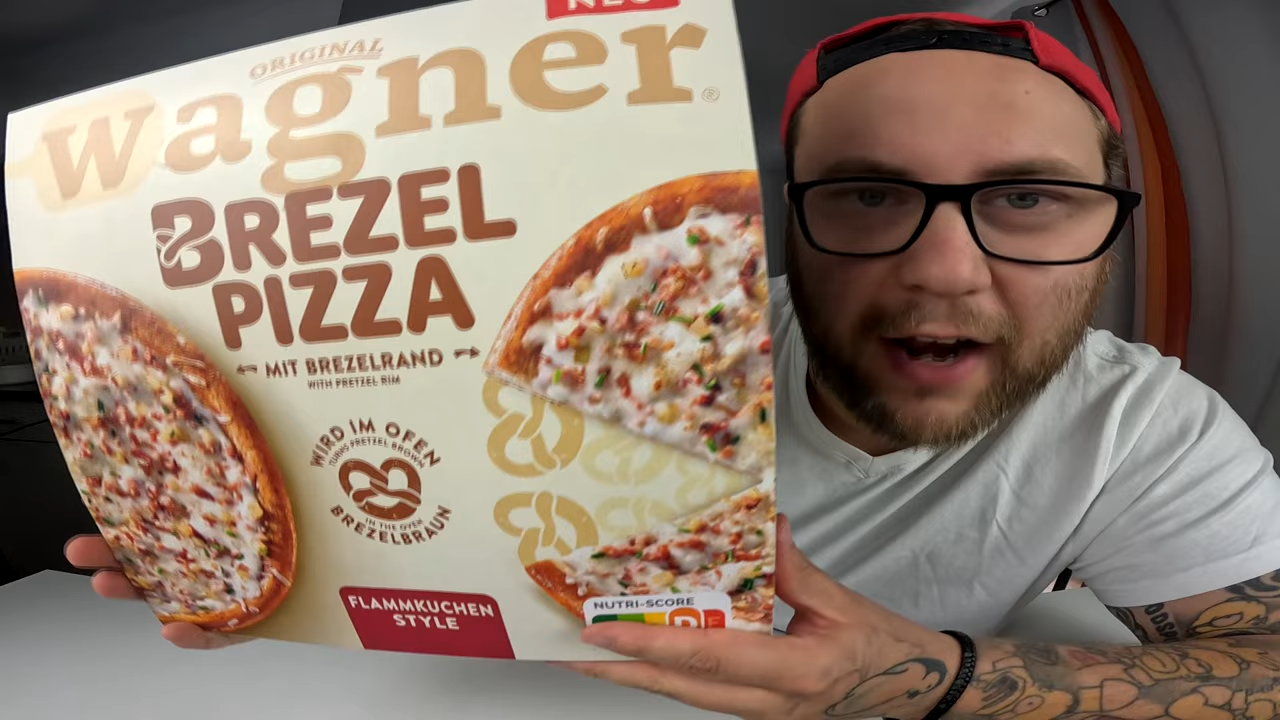 NEU
ORIGINAL
Wagner®
BREZEL
PIZZA
MIT BREZELRAND
WITH PRETZEL RIM
WIRD IM OFEN
TURNS PRETZEL BROWN
IN THE OVEN
BREZELBRAUN
FLAMMKUCHEN
STYLE
NUTRI-SCORE
D E